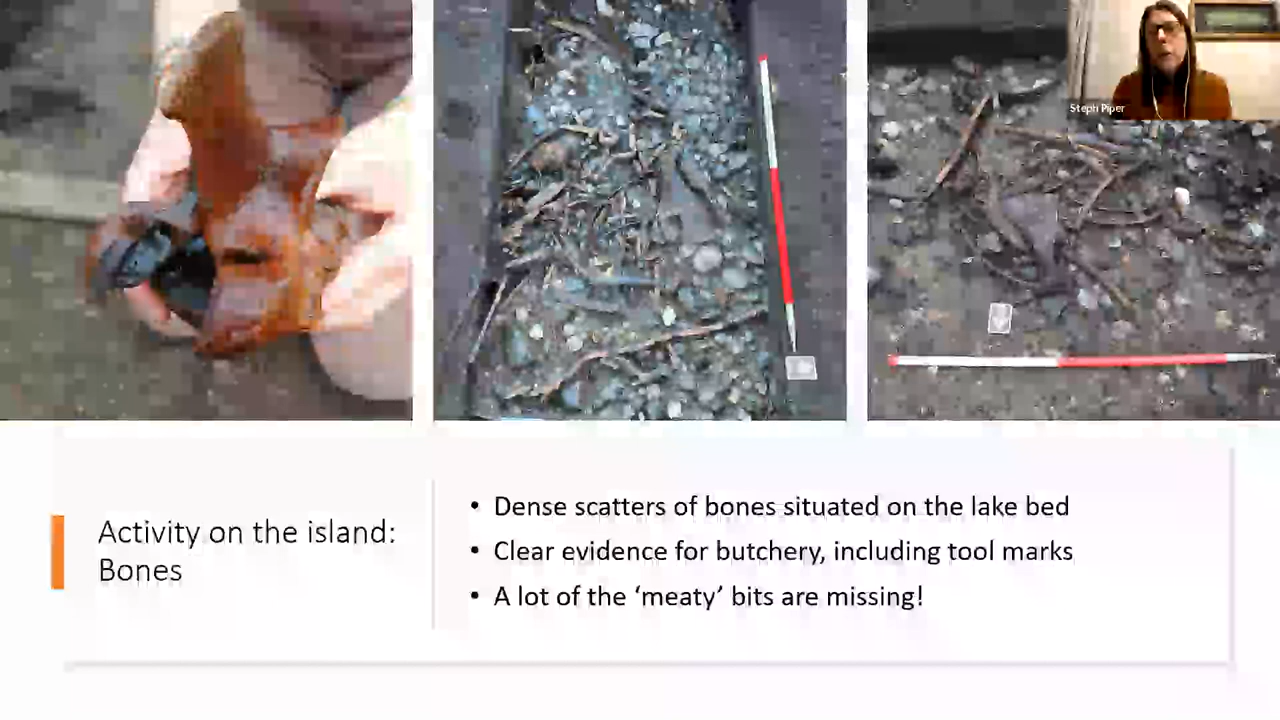 Steph Piper
Activity on the island:
Bones
• Dense scatters of bones situated on the lake bed
• Clear evidence for butchery, including tool marks
• A lot of the ‘meaty’ bits are missing!